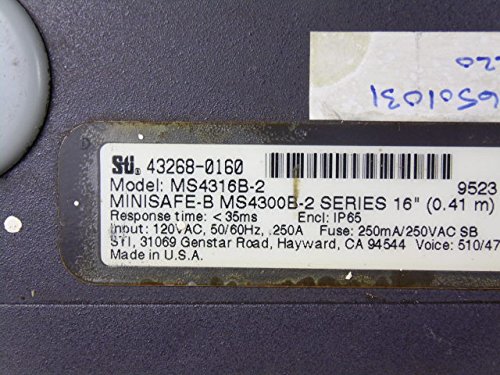 6501031
220
STI® 43268-0160
Model: MS4316B-2
9523
MINISAFE-B MS4300B-2 SERIES 16" (0.41 m)
Response time: <35ms Encl: IP65
Input: 120VAC, 50/60Hz, .250A Fuse: 250mA/250VAC SB
STI, 31069 Genstar Road, Hayward, CA 94544 Voice: 510/47
Made in U.S.A.